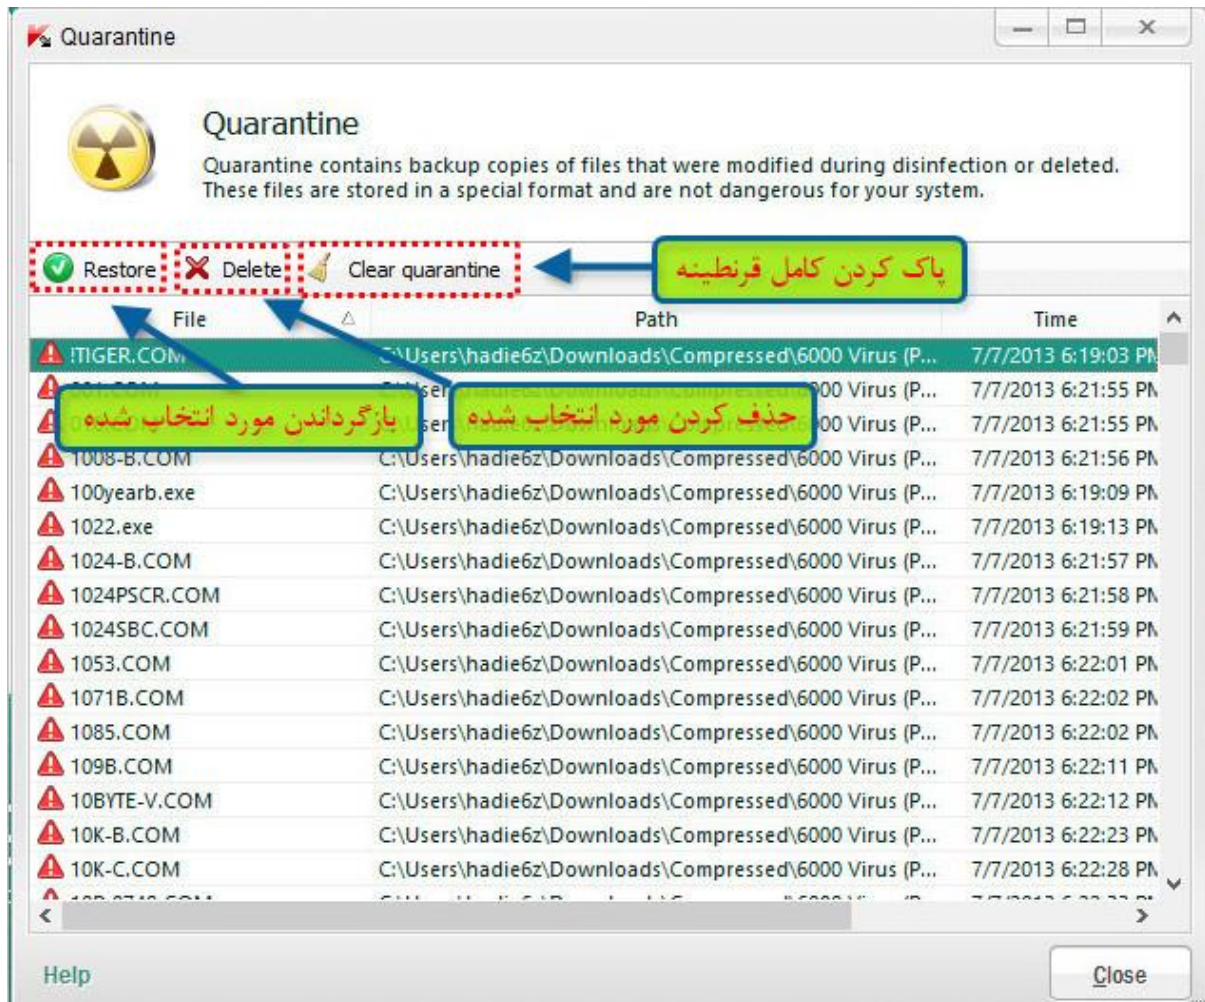 Quarantine
Quarantine
Quarantine contains backup copies of files that were modified during disinfection or deleted.
These files are stored in a special format and are not dangerous for your system.
Restore Delete Clear quarantine پاک کردن کامل قرنطینه
File Path Time
!TIGER.COM C:\Users\hadie6z\Downloads\Compressed\6000 Virus (P... 7/7/2013 6:19:03 PM
000 Virus (P... 7/7/2013 6:21:55 PM
بازگرداندن مورد انتخاب شده حذف کردن مورد انتخاب شده
000 Virus (P... 7/7/2013 6:21:55 PM
1008-B.COM C:\Users\hadie6z\Downloads\Compressed\6000 Virus (P... 7/7/2013 6:21:56 PM
100yearb.exe C:\Users\hadie6z\Downloads\Compressed\6000 Virus (P... 7/7/2013 6:19:09 PM
1022.exe C:\Users\hadie6z\Downloads\Compressed\6000 Virus (P... 7/7/2013 6:19:13 PM
1024-B.COM C:\Users\hadie6z\Downloads\Compressed\6000 Virus (P... 7/7/2013 6:21:57 PM
1024PSCR.COM C:\Users\hadie6z\Downloads\Compressed\6000 Virus (P... 7/7/2013 6:21:58 PM
1024SBC.COM C:\Users\hadie6z\Downloads\Compressed\6000 Virus (P... 7/7/2013 6:21:59 PM
1053.COM C:\Users\hadie6z\Downloads\Compressed\6000 Virus (P... 7/7/2013 6:22:01 PM
1071B.COM C:\Users\hadie6z\Downloads\Compressed\6000 Virus (P... 7/7/2013 6:22:02 PM
1085.COM C:\Users\hadie6z\Downloads\Compressed\6000 Virus (P... 7/7/2013 6:22:02 PM
109B.COM C:\Users\hadie6z\Downloads\Compressed\6000 Virus (P... 7/7/2013 6:22:11 PM
10BYTE-V.COM C:\Users\hadie6z\Downloads\Compressed\6000 Virus (P... 7/7/2013 6:22:12 PM
10K-B.COM C:\Users\hadie6z\Downloads\Compressed\6000 Virus (P... 7/7/2013 6:22:23 PM
10K-C.COM C:\Users\hadie6z\Downloads\Compressed\6000 Virus (P... 7/7/2013 6:22:28 PM
Help Close